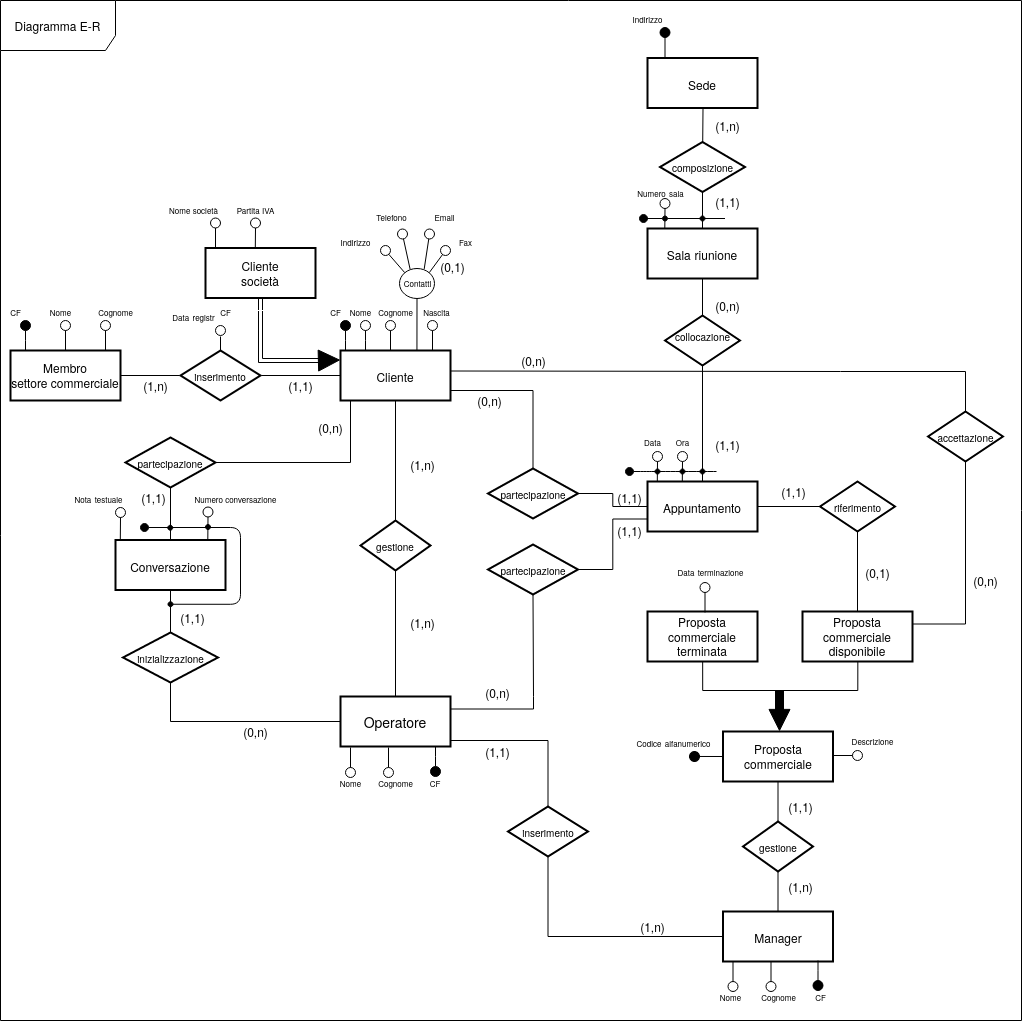 Diagramma E-R
Indirizzo
Sede
(1,n)
composizione
Numero sala
(1,1)
Sala riunione
(0,n)
collocazione
Nome società
Partita IVA
Cliente
società
Telefono
Email
Indirizzo
Fax
(0,1)
Contatti
CF
Nome
Cognome
Membro
settore commerciale
(1,n)
Data registr
CF
inserimento
(1,1)
CF
Nome
Cognome
Nascita
Cliente
(0,n)
(0,n)
(0,n)
partecipazione
(1,1)
Nota testuale
Numero conversazione
Conversazione
(1,1)
inizializzazione
(0,n)
(1,n)
gestione
(1,n)
partecipazione
(1,1)
(1,1)
partecipazione
(0,n)
Data
Ora
(1,1)
Appuntamento
(1,1)
riferimento
(0,1)
accettazione
(0,n)
Data terminazione
Proposta
commerciale
terminata
Proposta
commerciale
disponibile
Operatore
Nome
Cognome
CF
(1,1)
inserimento
(1,n)
Codice alfanumerico
Descrizione
Proposta
commerciale
(1,1)
gestione
(1,n)
Manager
Nome
Cognome
CF